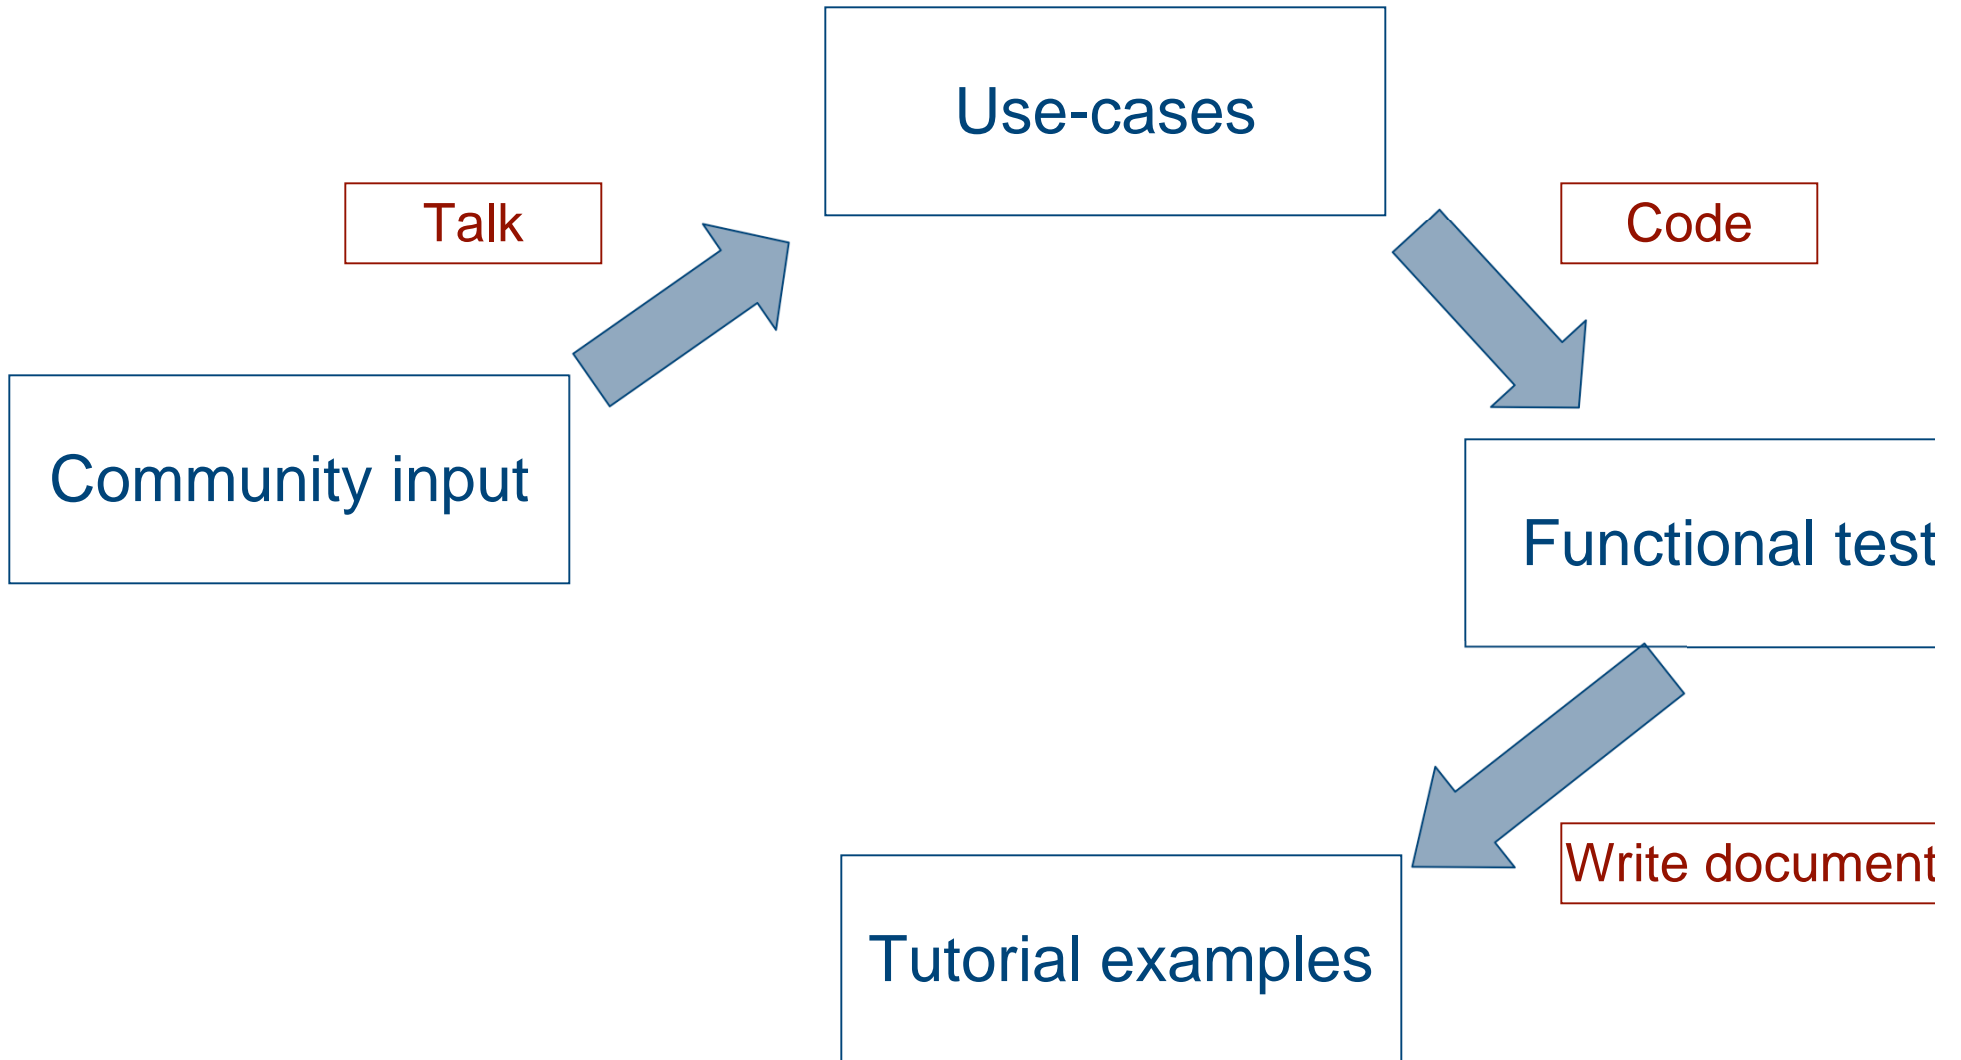 Use-cases
Talk
Code
Community input
Functional test
Write document
Tutorial examples